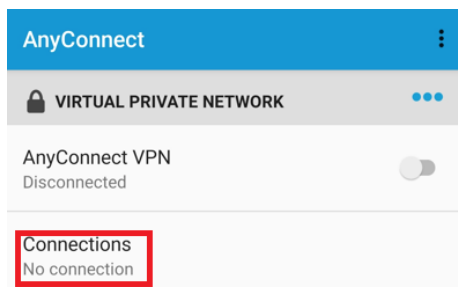 AnyConnect
VIRTUAL PRIVATE NETWORK
AnyConnect VPN
Disconnected
Connections
No connection